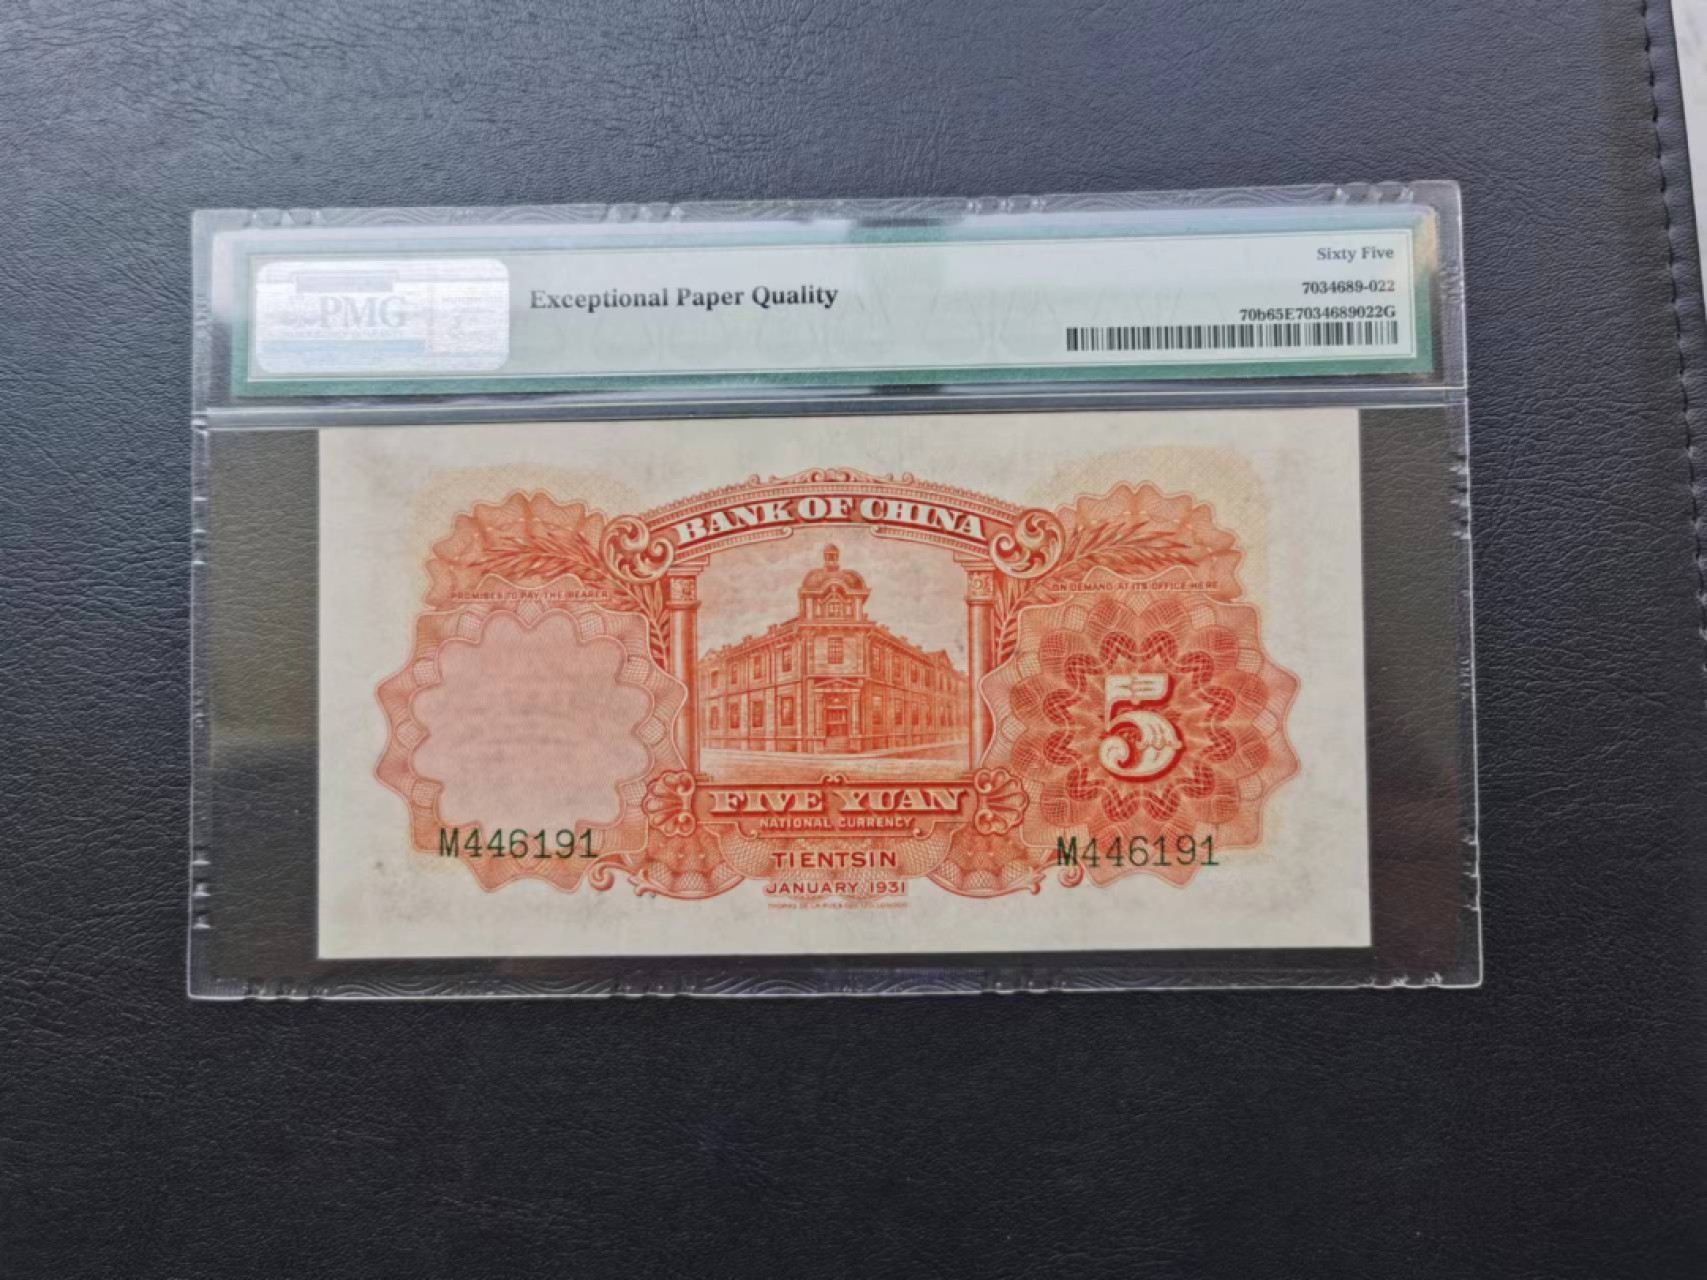 PMG
Exceptional Paper Quality
Sixty Five
7034689-022
70b65E7034689022G
BANK OF CHINA
PROMISES TO PAY THE BEARER
ON DEMAND AT ITS OFFICE HERE
5
FIVE YUAN
NATIONAL CURRENCY
M446191
M446191
TIENTSIN
JANUARY 1931